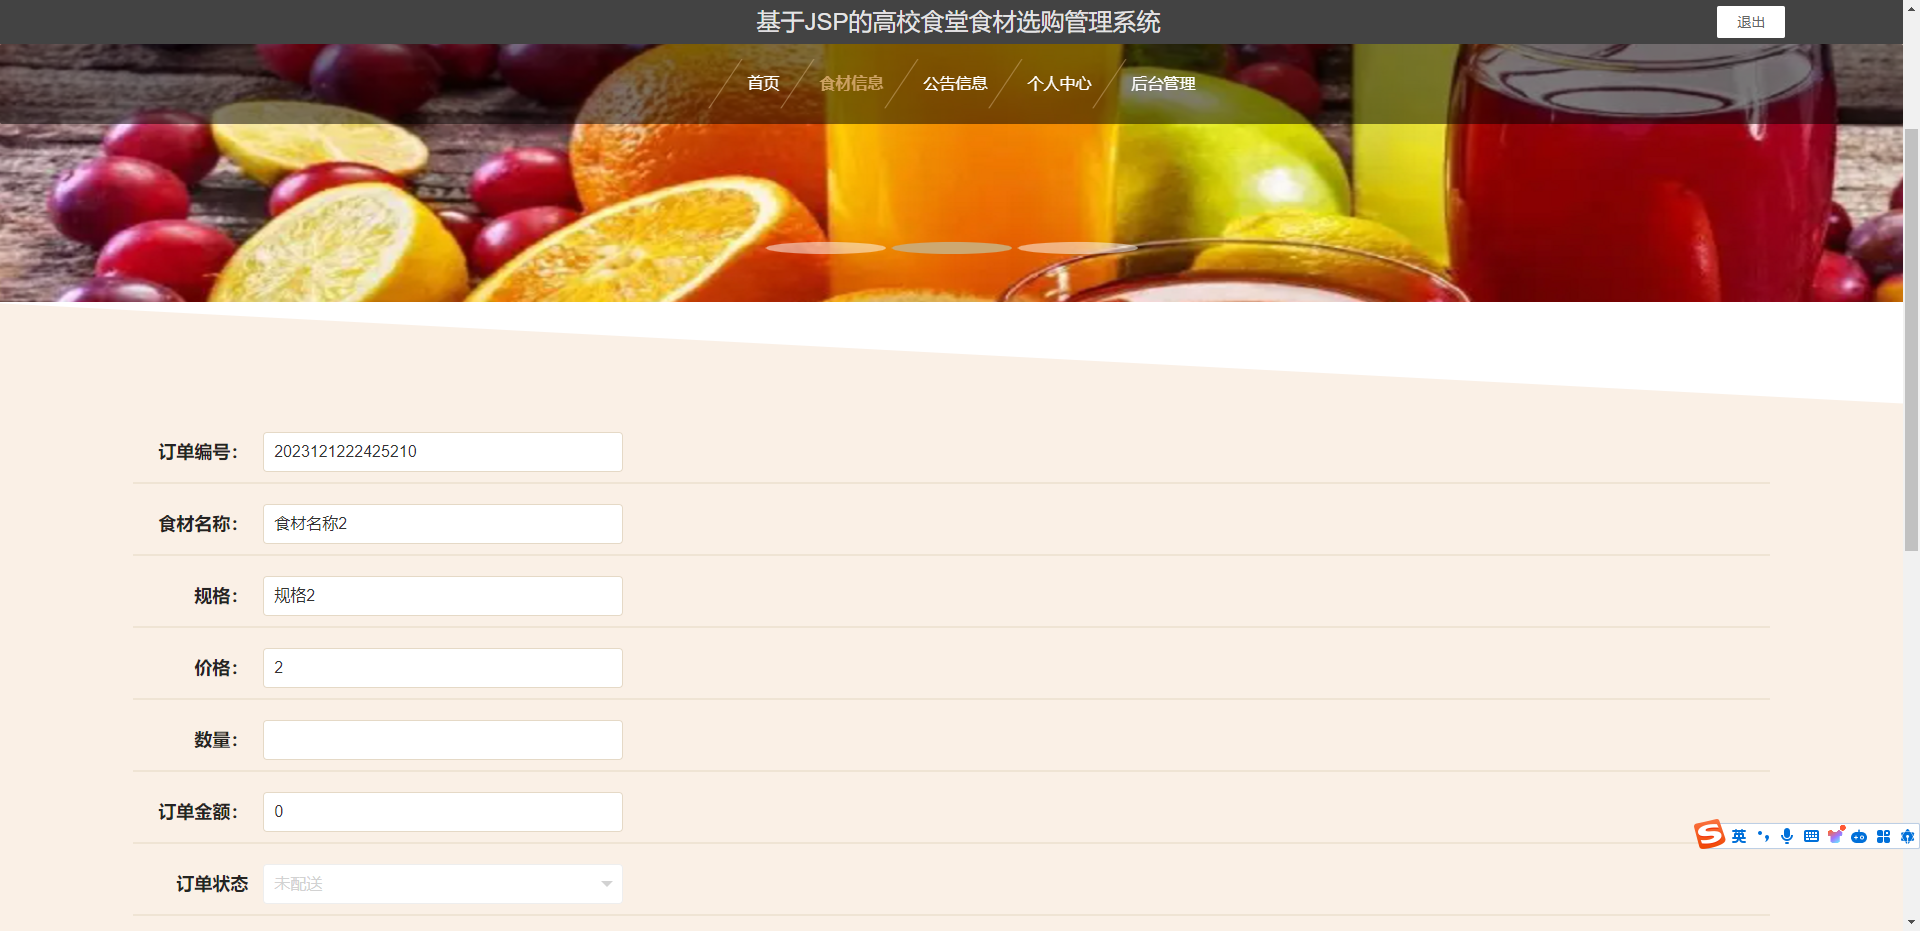 基于JSP的高校食堂食材选购管理系统
退出
首页 食材信息 公告信息 个人中心 后台管理
订单编号： 2023121222425210
食材名称： 食材名称2
规格： 规格2
价格： 2
数量：
订单金额： 0
订单状态 未配送
英